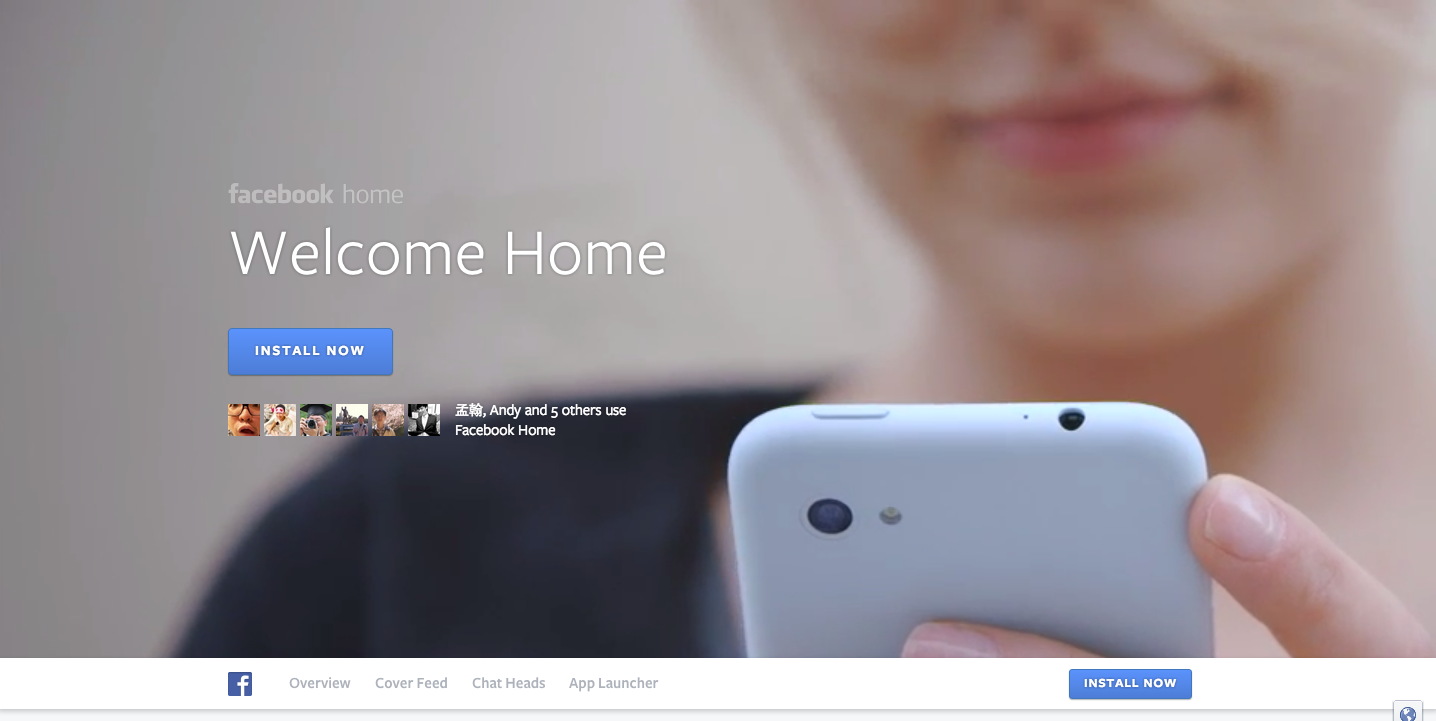 facebook home
Welcome Home
INSTALL NOW
孟翰, Andy and 5 others use
Facebook Home
Overview Cover Feed Chat Heads App Launcher INSTALL NOW